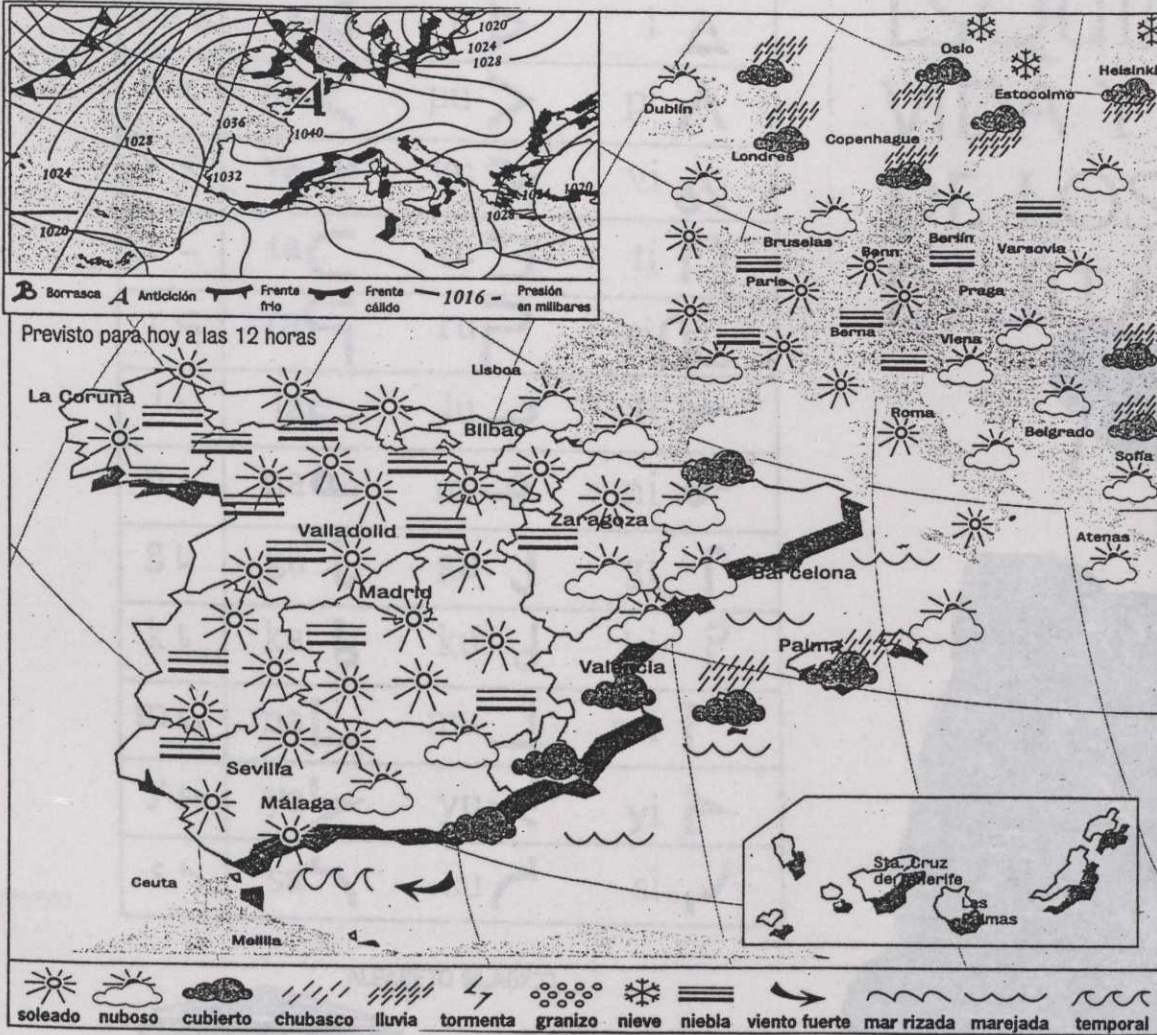 1020
1024
1028
1036
1040
1028
1024
1032
1020
1020
1028
A
B Borrasca A Anticición Frente frío Frente cálido 1016 Presión en milibares
Previsto para hoy a las 12 horas
Oslo
Helsinki
Estocolmo
Dublín
Copenhague
Londres
Bruselas
Berlín
Varsovia
Bonn
París
Praga
Berna
Viena
Lisboa
Roma
Belgrado
Sofía
Atenas
La Coruna
Bilbao
Valladolid
Zaragoza
Madrid
Barcelona
Palma
Valencia
Sevilla
Málaga
Ceuta
Melilla
Sta. Cruz
de Tenerife
Las
Palmas
soleado nuboso cubierto chubasco lluvia tormenta granizo nieve niebla viento fuerte mar rizada marejada temporal